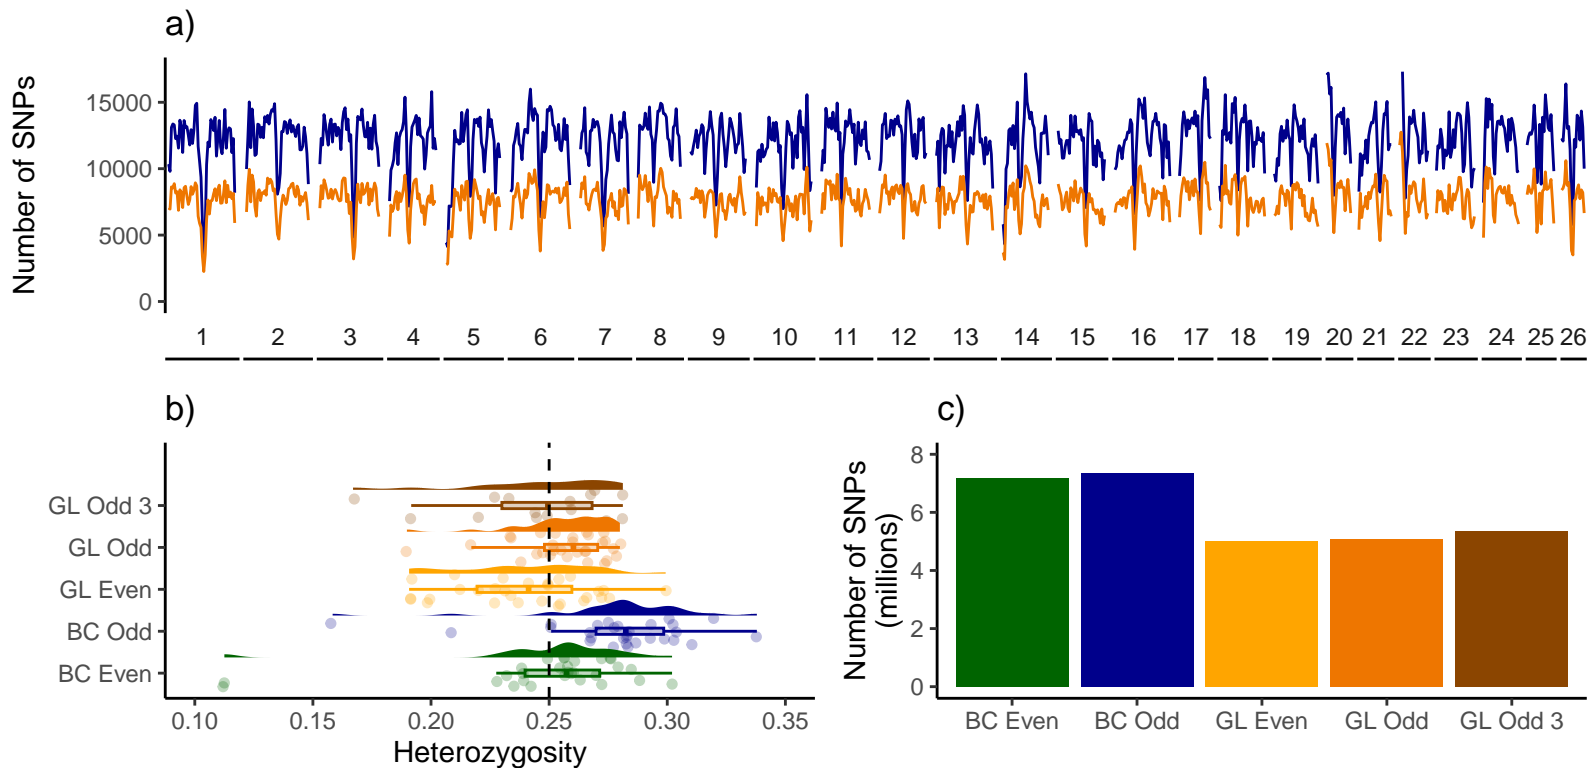 a)
Number of SNPs
15000
10000
5000
0
1 2 3 4 5 6 7 8 9 10 11 12 13 14 15 16 17 18 19 20 21 22 23 24 25 26
b)
GL Odd 3
GL Odd
GL Even
BC Odd
BC Even
0.10 0.15 0.20 0.25 0.30 0.35
Heterozygosity
c)
Number of SNPs
(millions)
8
6
4
2
0
BC Even BC Odd GL Even GL Odd GL Odd 3